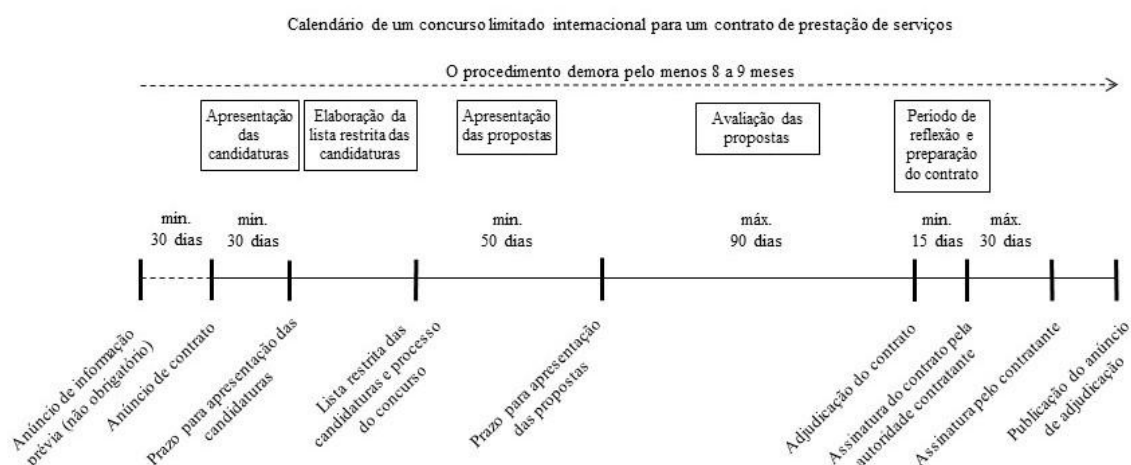 Calendário de um concurso limitado internacional para um contrato de prestação de serviços
O procedimento demora pelo menos 8 a 9 meses
Apresentação
das
candidaturas
Elaboração da
lista restrita das
candidaturas
Apresentação
das propostas
Avaliação das
propostas
Periodo de
reflexão e
preparação
do contrato
min.
30 dias
min.
30 dias
min.
50 dias
máx.
90 dias
min.
15 dias
máx.
30 dias
Anúncio de informação
prévia (não obrigatório)
Anúncio de contrato
Prazo para apresentação das
candidaturas
Lista restrita das
candidaturas e processo
do concurso
Prazo para apresentação
das propostas
Adjudicação do contrato
Assinatura do contrato pela
autoridade contratante
Assinatura pelo contratante
Publicação do anúncio
de adjudicação